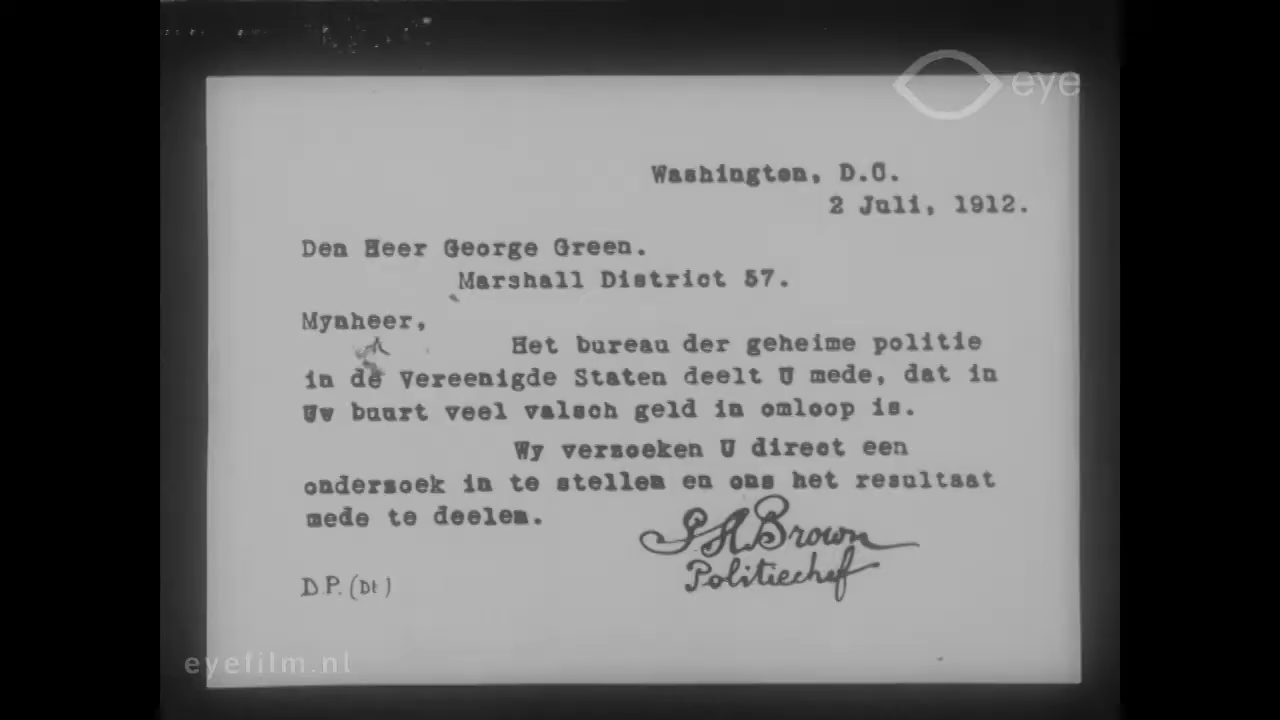 eye
Washington, D.C.
2 Juli, 1912.
Den Heer George Green.
Marshall District 57.
Mynheer,
Het bureau der geheime politie
in de Vereenigde Staten deelt U mede, dat in
Uw buurt veel valsch geld in omloop is.
Wy verzoeken U direct een
onderzoek in te stellen en ons het resultaat
mede te deelen.
P A Brown
Politiechef
D.P. (Dt)
eyefilm.nl